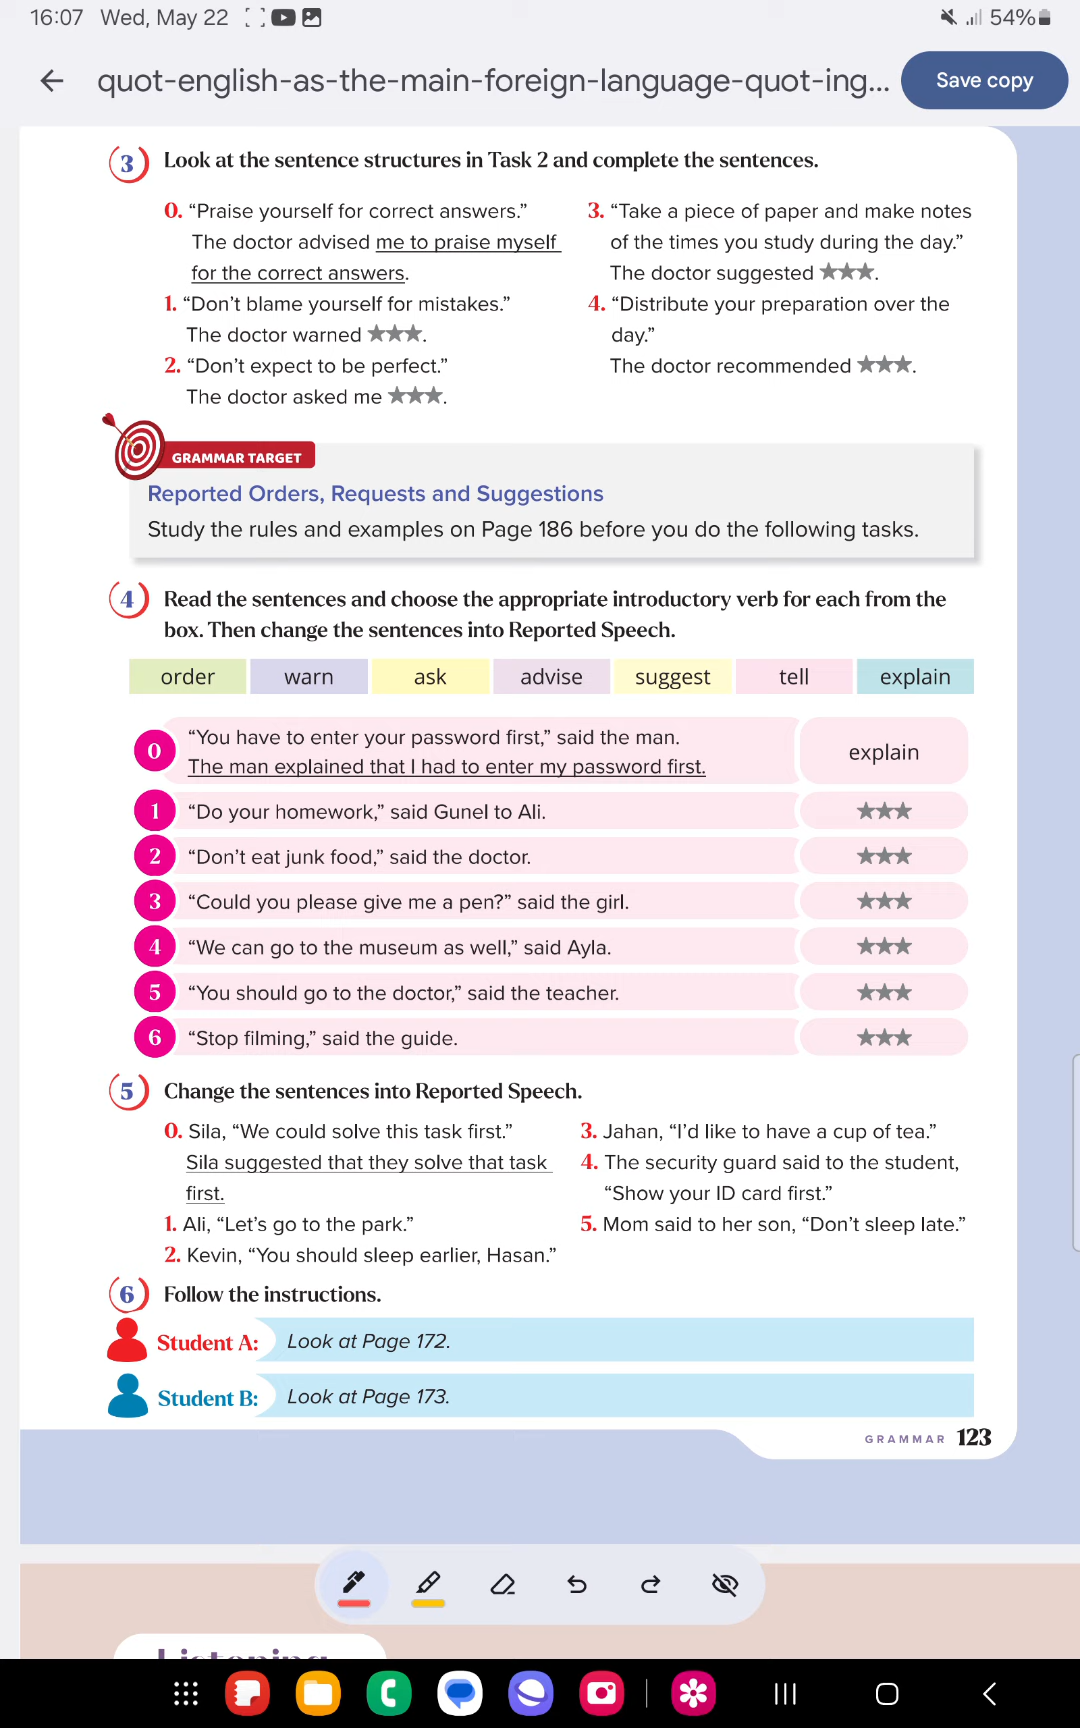 16:07 Wed, May 22
54%
quot-english-as-the-main-foreign-language-quot-ing...
Save copy
3 Look at the sentence structures in Task 2 and complete the sentences.
0. “Praise yourself for correct answers.”
The doctor advised me to praise myself
for the correct answers.
1. “Don’t blame yourself for mistakes.”
The doctor warned ★★★.
2. “Don’t expect to be perfect.”
The doctor asked me ★★★.
3. “Take a piece of paper and make notes
of the times you study during the day.”
The doctor suggested ★★★.
4. “Distribute your preparation over the
day.”
The doctor recommended ★★★.
GRAMMAR TARGET
Reported Orders, Requests and Suggestions
Study the rules and examples on Page 186 before you do the following tasks.
4 Read the sentences and choose the appropriate introductory verb for each from the
box. Then change the sentences into Reported Speech.
order warn ask advise suggest tell explain
0 “You have to enter your password first,” said the man.
The man explained that I had to enter my password first.
explain
1 “Do your homework,” said Gunel to Ali. ★★★
2 “Don’t eat junk food,” said the doctor. ★★★
3 “Could you please give me a pen?” said the girl. ★★★
4 “We can go to the museum as well,” said Ayla. ★★★
5 “You should go to the doctor,” said the teacher. ★★★
6 “Stop filming,” said the guide. ★★★
5 Change the sentences into Reported Speech.
0. Sila, “We could solve this task first.”
Sila suggested that they solve that task
first.
1. Ali, “Let’s go to the park.”
2. Kevin, “You should sleep earlier, Hasan.”
3. Jahan, “I’d like to have a cup of tea.”
4. The security guard said to the student,
“Show your ID card first.”
5. Mom said to her son, “Don’t sleep late.”
6 Follow the instructions.
Student A: Look at Page 172.
Student B: Look at Page 173.
GRAMMAR 123
Listening